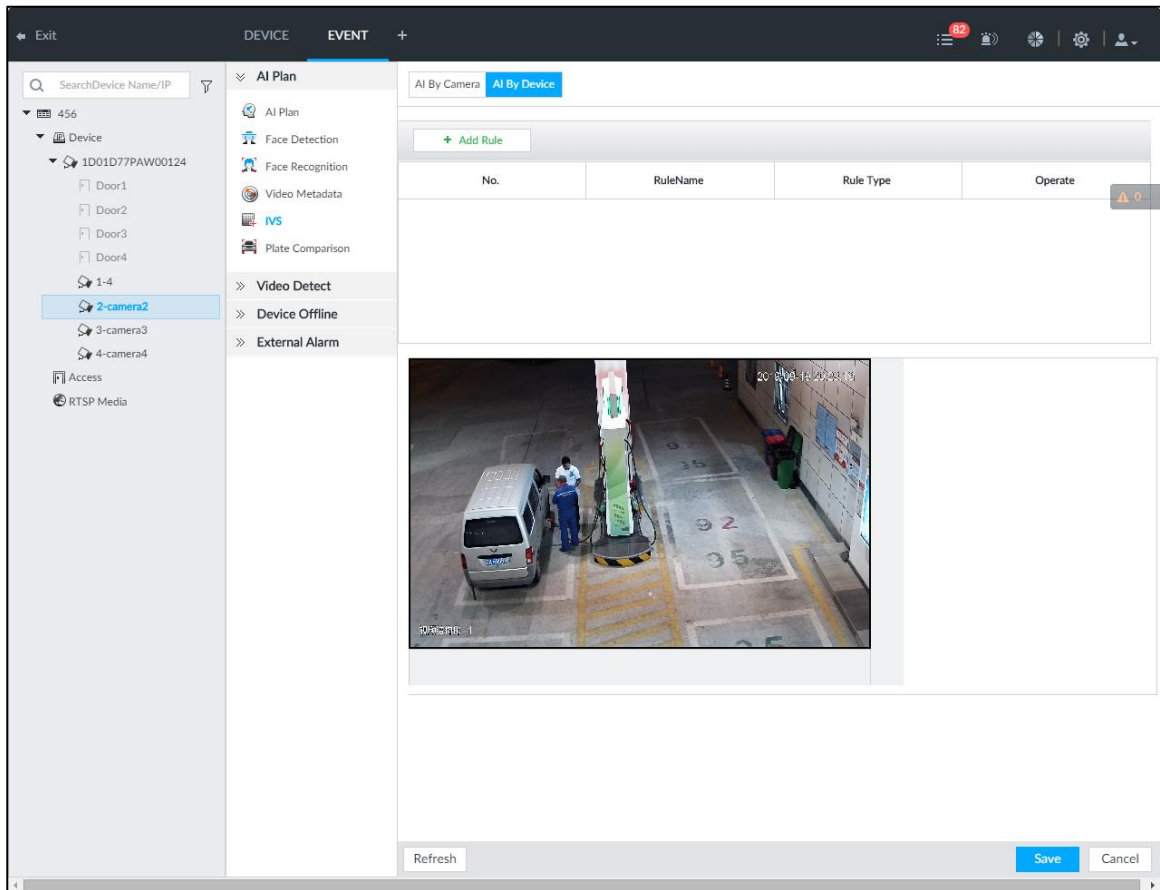 Exit
DEVICE EVENT +
82
SearchDevice Name/IP
456
Device
1D01D77PAW00124
Door1
Door2
Door3
Door4
1-4
2-camera2
3-camera3
4-camera4
Access
RTSP Media
AI Plan
AI Plan
Face Detection
Face Recognition
Video Metadata
IVS
Plate Comparison
Video Detect
Device Offline
External Alarm
AI By Camera AI By Device
+ Add Rule
No. RuleName Rule Type Operate
0
95
92
95
1
Refresh Save Cancel